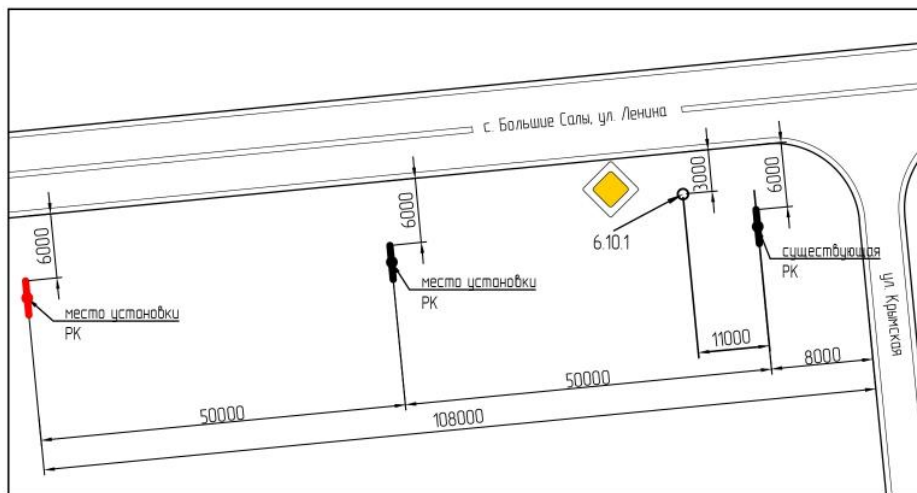 с. Большие Салы, ул. Ленина
6000
6000
3000
6000
6.10.1
место установки
РК
место установки
РК
существующая
РК
ул. Крымская
11000
8000
50000
50000
108000